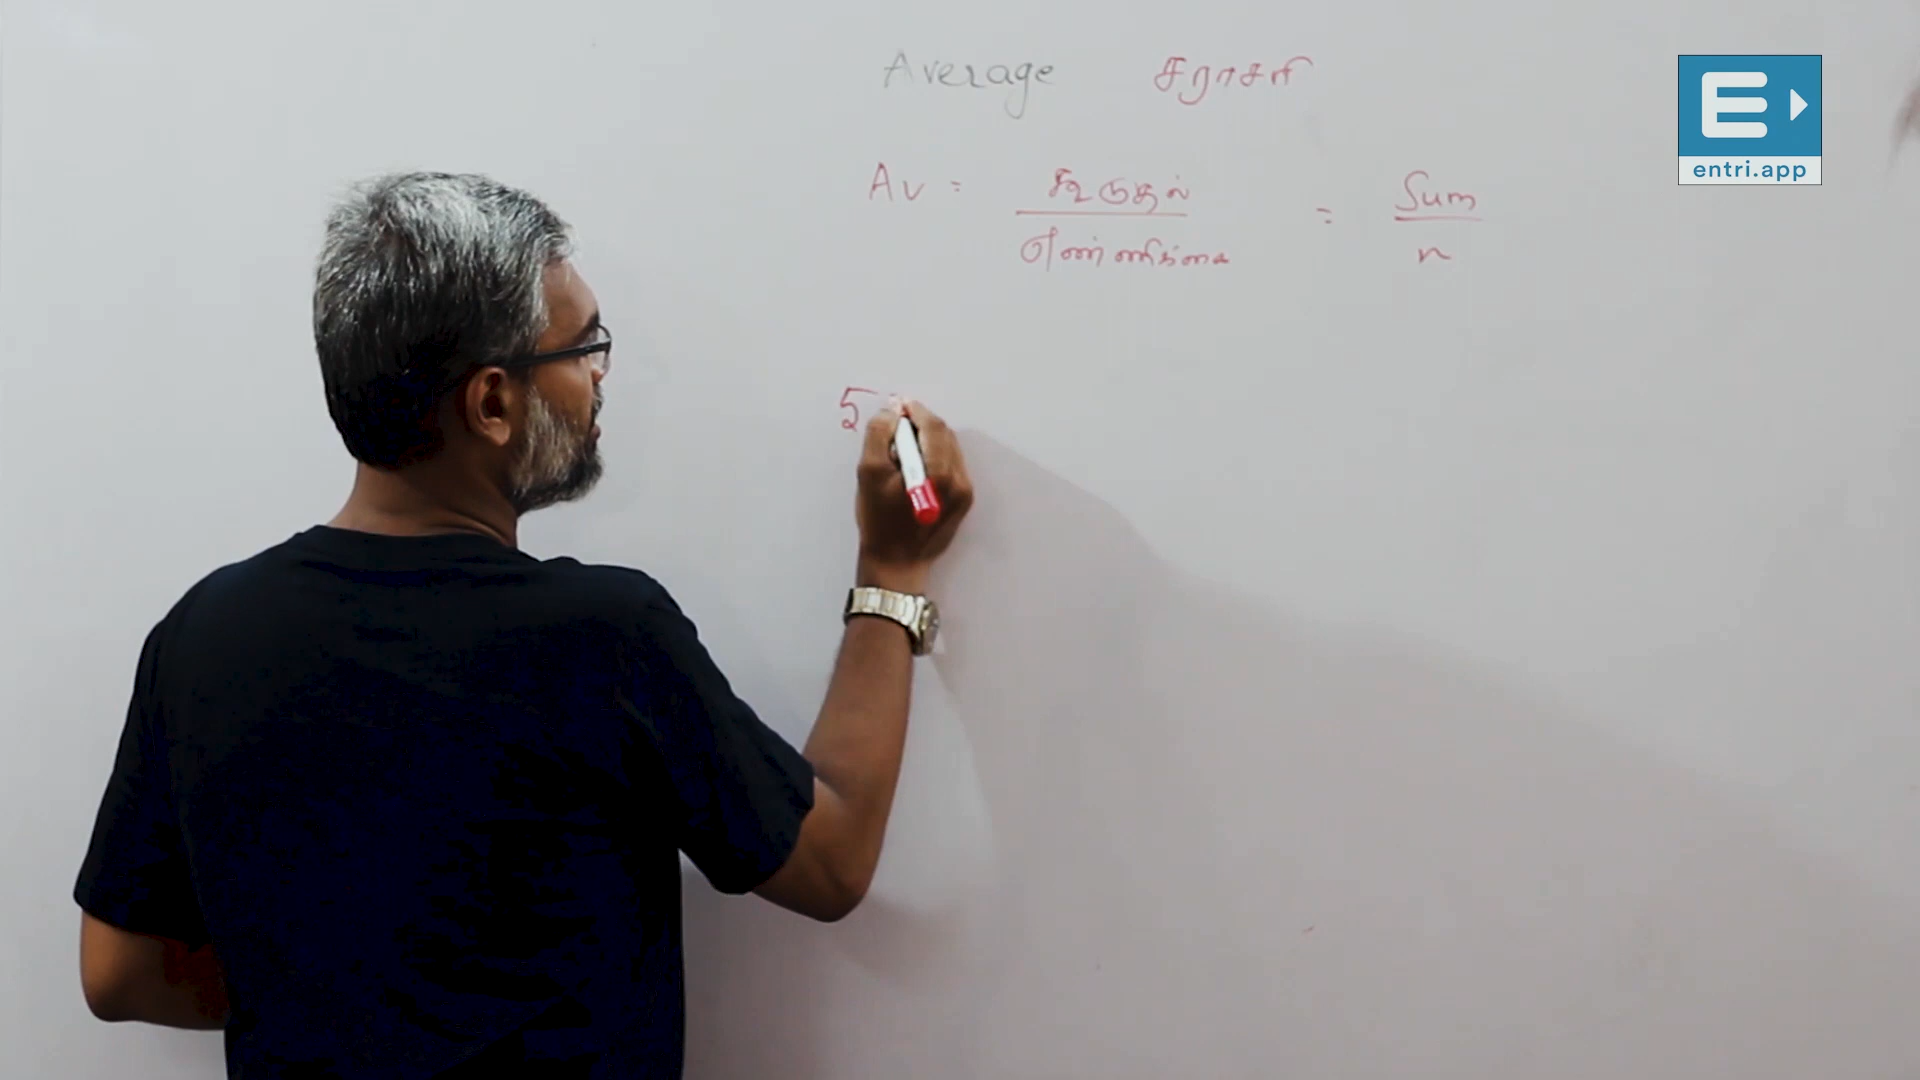 Average சராசரி
Av = கூடுதல் / எண்ணிக்கை = Sum / n
5
E
entri.app